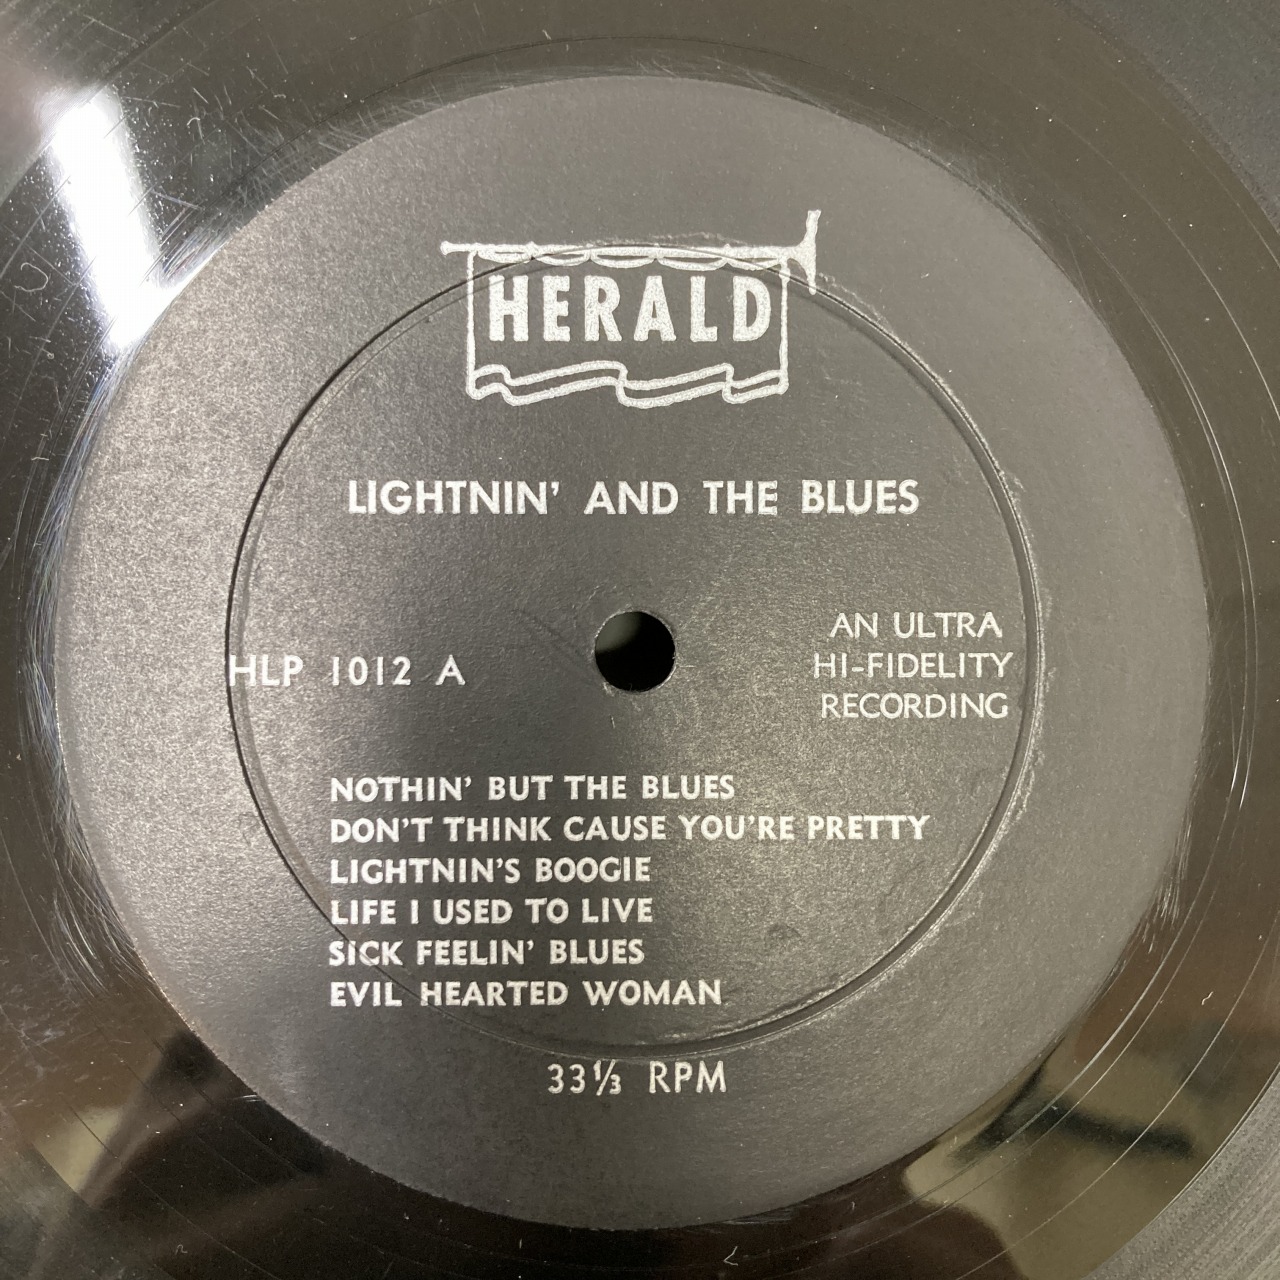 HERALD
LIGHTNIN' AND THE BLUES
AN ULTRA
HI-FIDELITY
RECORDING
HLP 1012 A
NOTHIN' BUT THE BLUES
DON'T THINK CAUSE YOU'RE PRETTY
LIGHTNIN'S BOOGIE
LIFE I USED TO LIVE
SICK FEELIN' BLUES
EVIL HEARTED WOMAN
33⅓ RPM